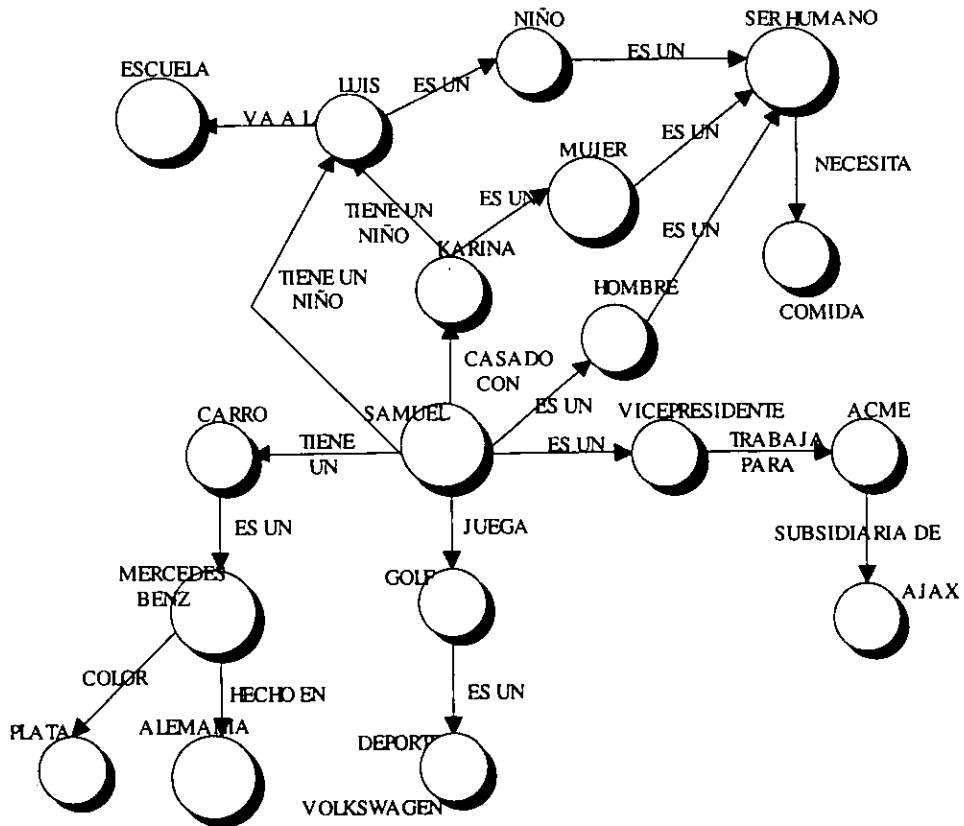 NIÑO
SER HUMANO
ES UN
ESCUELA
LUIS
ES UN
VA A L
MUJER
ES UN
NECESITA
TIENE UN
NIÑO
ES UN
KARINA
ES UN
TIENE UN
NIÑO
HOMBRE
COMIDA
CASADO
CON
SAMUEL
ES UN
CARRO
VICEPRESIDENTE
ACME
TIENE
UN
ES UN
TRABAJA
PARA
ES UN
JUEGA
SUBSIDIARIA DE
MERCEDES
BENZ
GOLF
AJAX
COLOR
HECHO EN
ES UN
PLATA
ALEMANIA
DEPORTE
VOLKSWAGEN